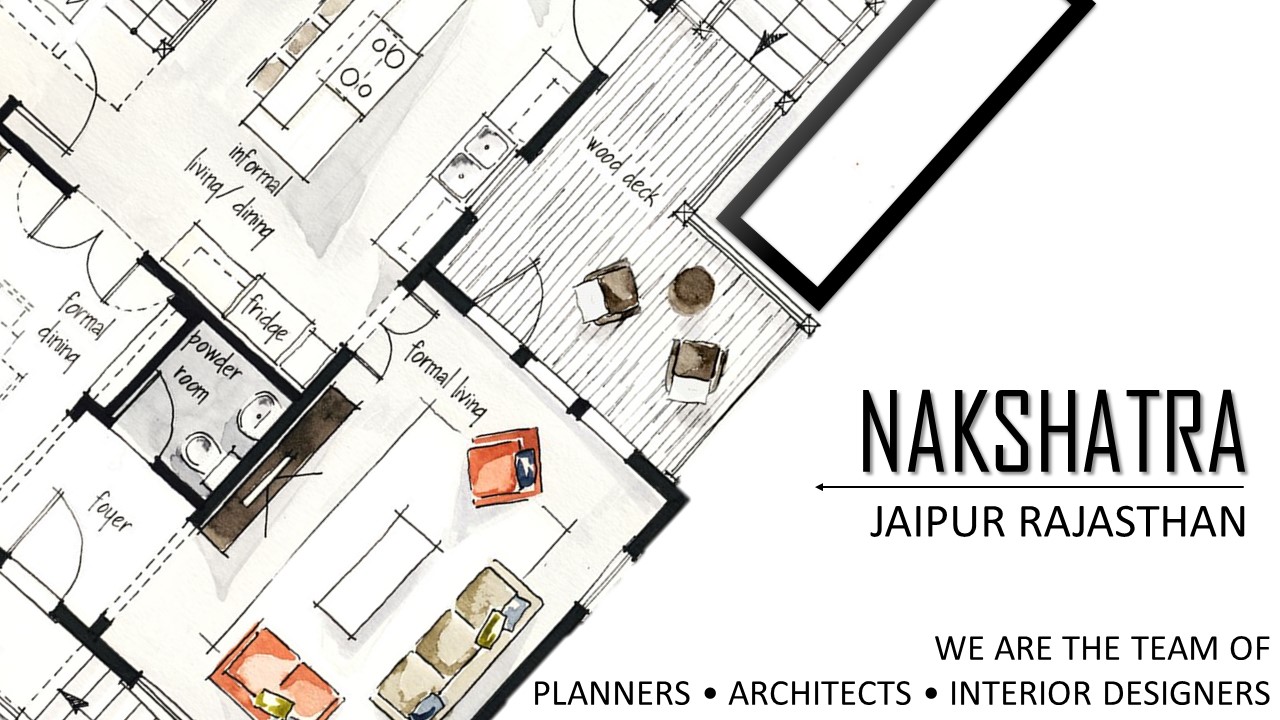 informal
living/dining
wood deck
formal
dining
fridge
powder
room
formal living
foyer
NAKSHATRA
JAIPUR RAJASTHAN
WE ARE THE TEAM OF
PLANNERS • ARCHITECTS • INTERIOR DESIGNERS